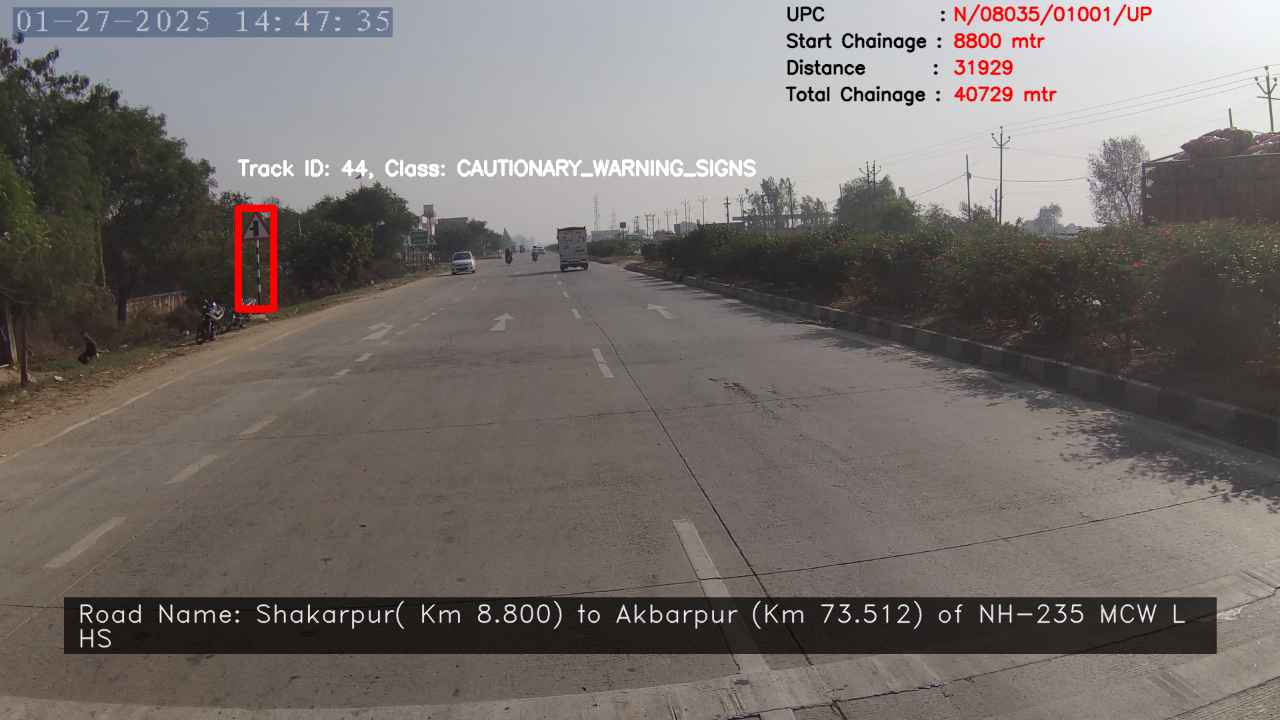 01-27-2025 14:47:35
UPC : N/08035/01001/UP
Start Chainage : 8800 mtr
Distance : 31929
Total Chainage : 40729 mtr
Track ID: 44, Class: CAUTIONARY_WARNING_SIGNS
Road Name: Shakarpur( Km 8.800) to Akbarpur (Km 73.512) of NH-235 MCW L
HS